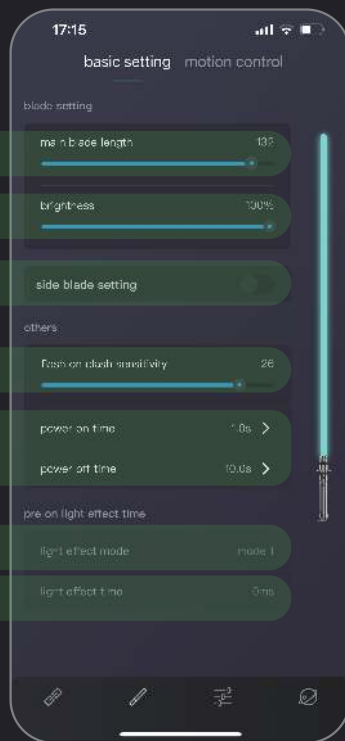 17:15
basic setting motion control
blade setting
main blade length 132
brightness 100%
side blade setting
others
flash on clash sensitivity 26
power on time 1.0s
power off time 10.0s
pre on light effect time
light effect mode mode 1
light effect time 0ms